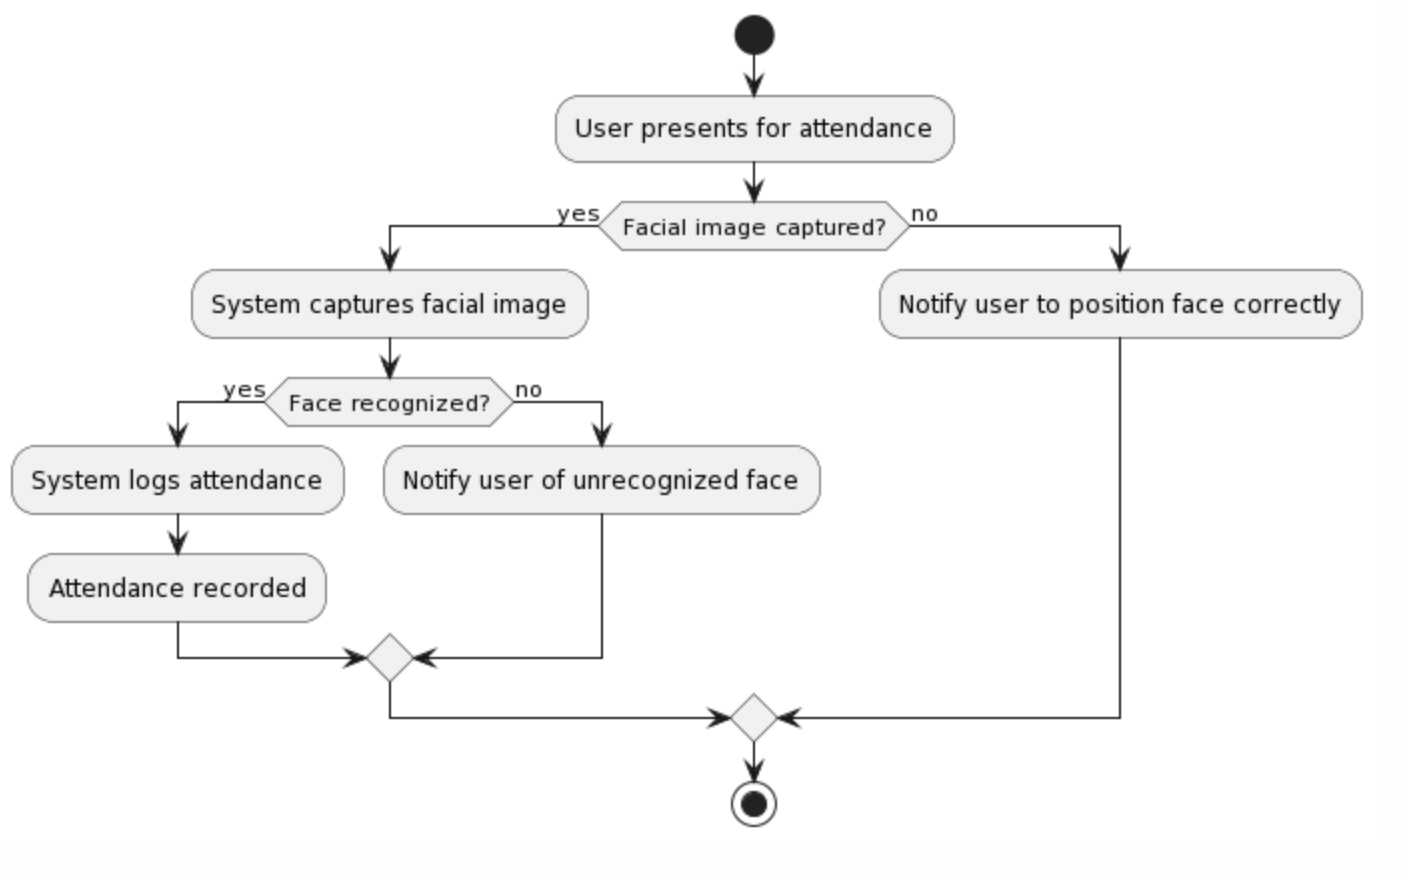 User presents for attendance
yes
Facial image captured?
no
System captures facial image
Notify user to position face correctly
yes
Face recognized?
no
System logs attendance
Notify user of unrecognized face
Attendance recorded